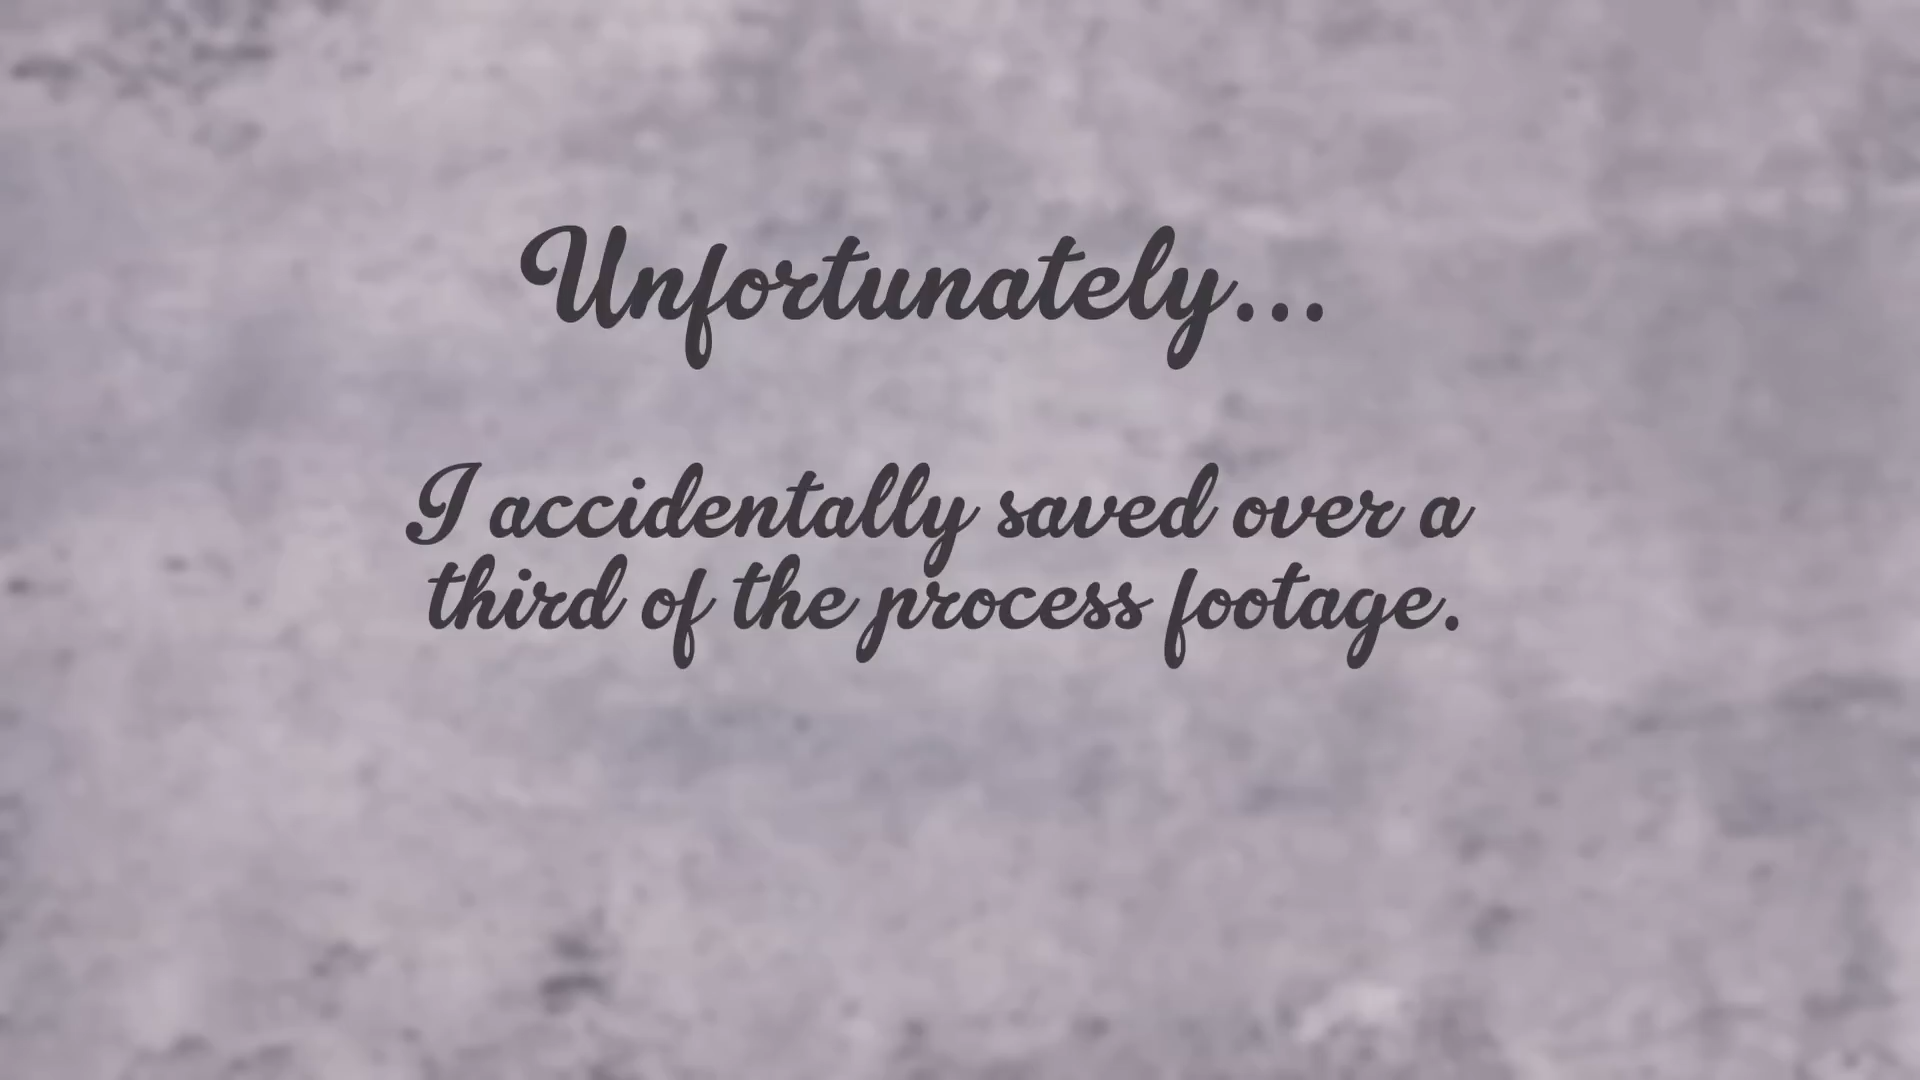 Unfortunately...
I accidentally saved over a
third of the process footage.